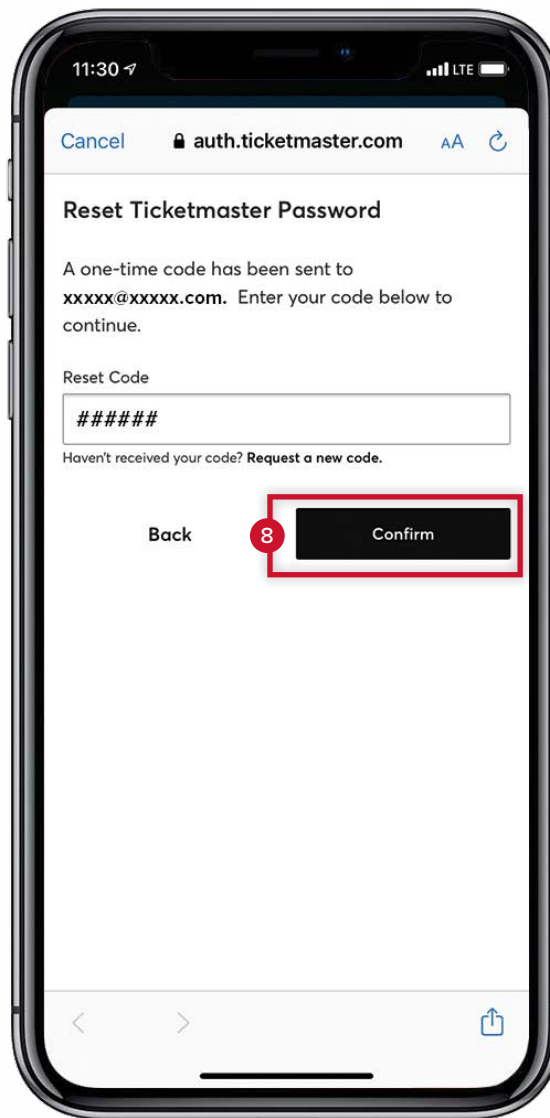 11:30 LTE
Cancel auth.ticketmaster.com AA
Reset Ticketmaster Password
A one-time code has been sent to
xxxxx@xxxxx.com. Enter your code below to
continue.
Reset Code
######
Haven't received your code? Request a new code.
Back 8 Confirm